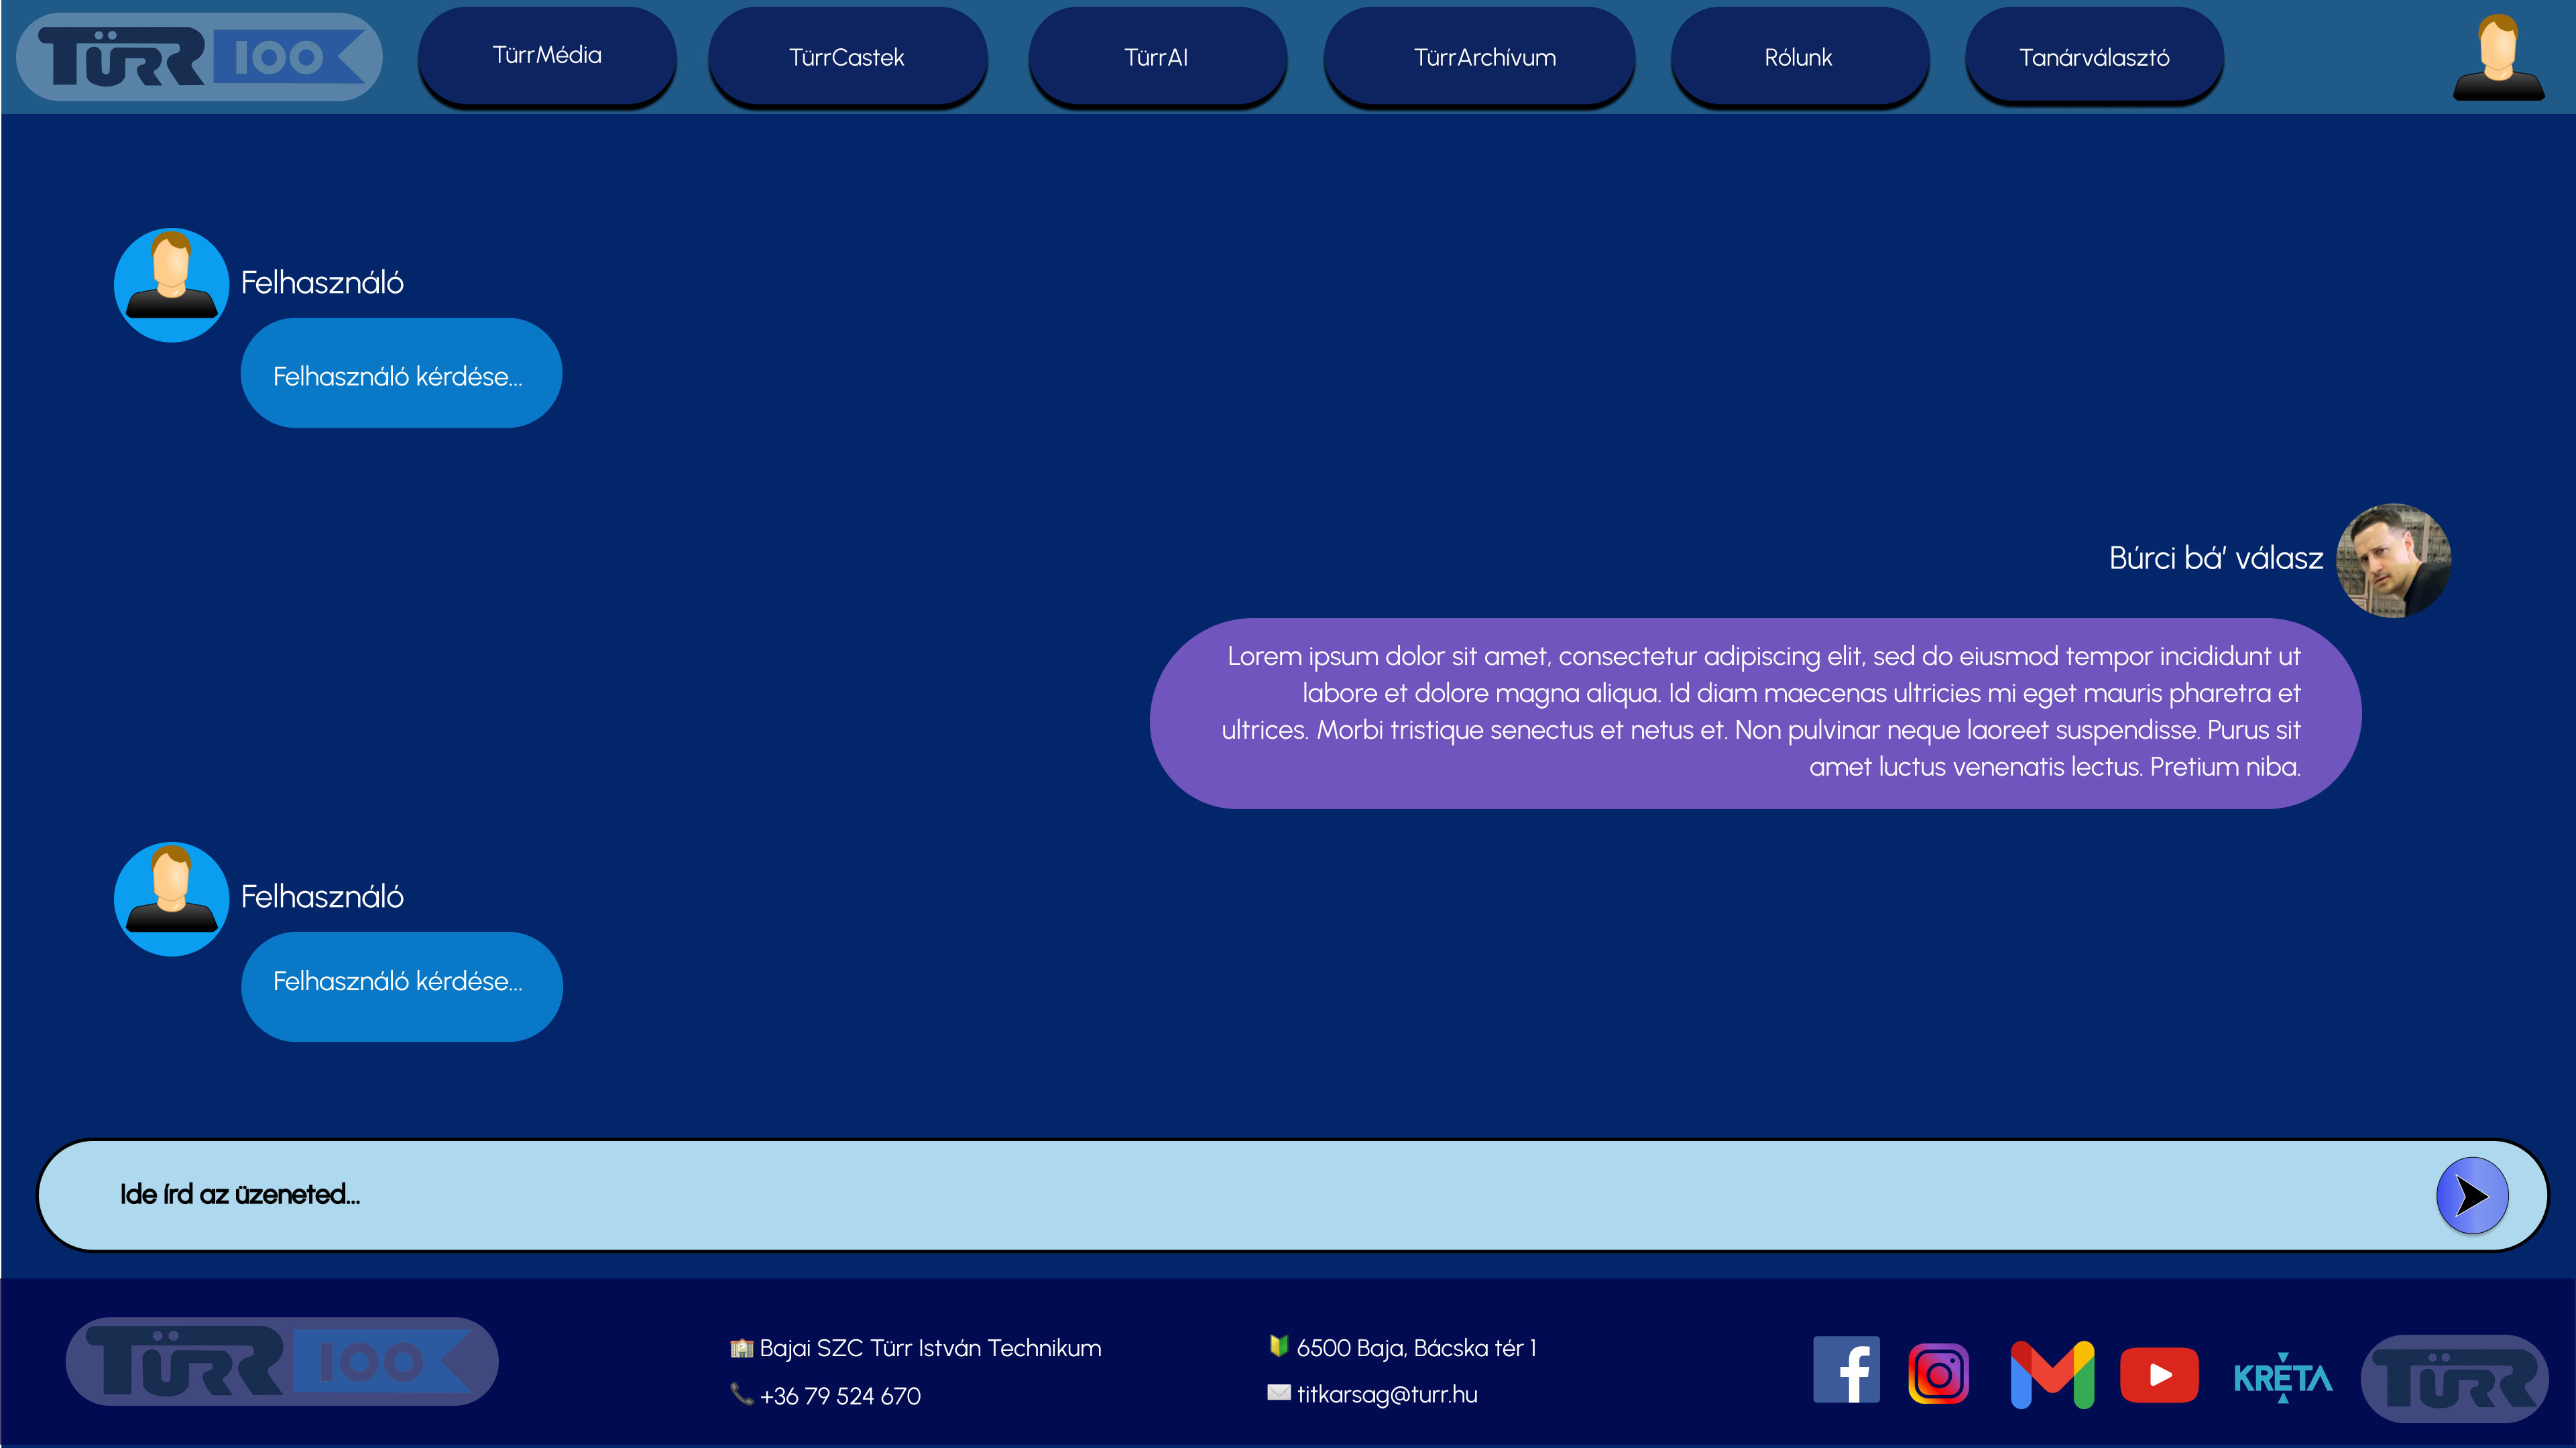 TÜRR 100
TürrMédia
TürrCastek
TürrAI
TürrArchívum
Rólunk
Tanárválasztó
Felhasználó
Felhasználó kérdése...
Búrci bá' válasz
Lorem ipsum dolor sit amet, consectetur adipiscing elit, sed do eiusmod tempor incididunt ut
labore et dolore magna aliqua. Id diam maecenas ultricies mi eget mauris pharetra et
ultrices. Morbi tristique senectus et netus et. Non pulvinar neque laoreet suspendisse. Purus sit
amet luctus venenatis lectus. Pretium niba.
Felhasználó
Felhasználó kérdése...
Ide írd az üzeneted...
TÜRR 100
Bajai SZC Türr István Technikum
+36 79 524 670
6500 Baja, Bácska tér 1
titkarsag@turr.hu
KRÉTA
TÜRR